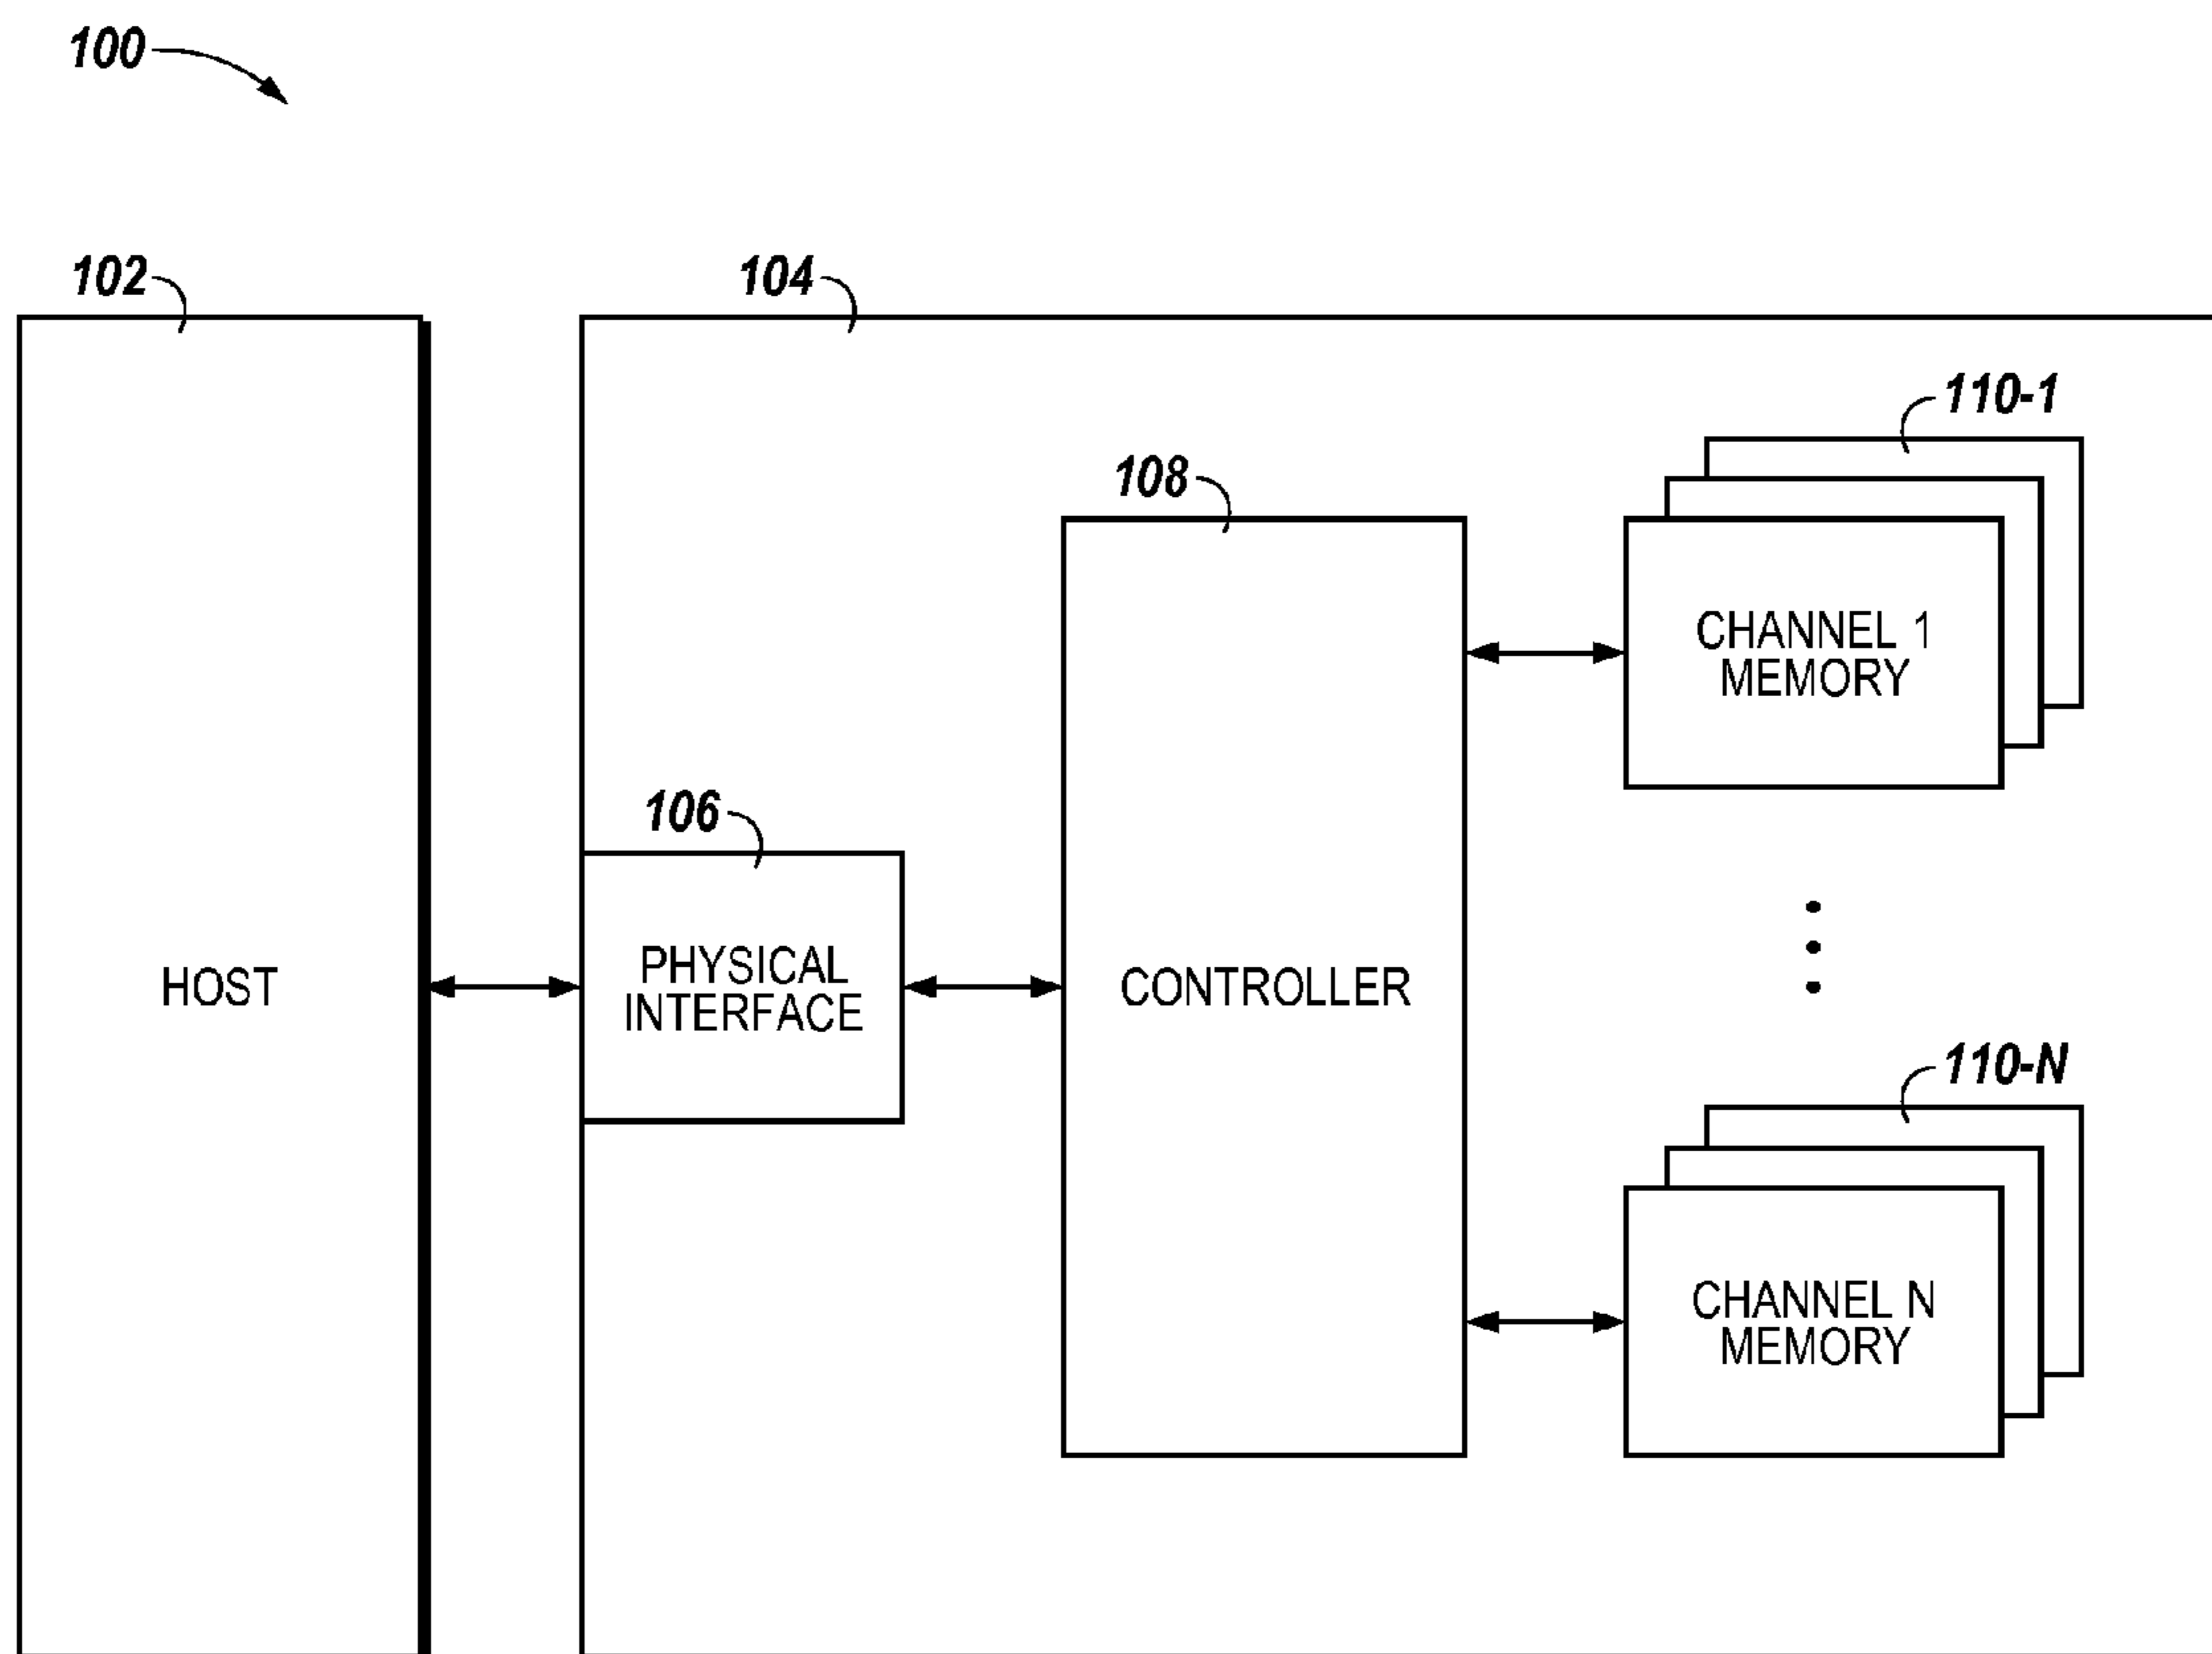 100
102
104
110-1
108
CHANNEL 1
MEMORY
106
PHYSICAL
INTERFACE
HOST
CONTROLLER
110-N
CHANNEL N
MEMORY